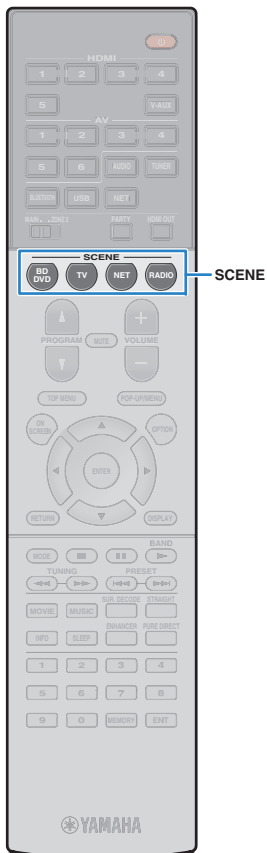 HDMI
1 2 3 4
5 V-AUX
AV
1 2 3 4
5 6 AUDIO TUNER
BLUETOOTH USB NET
MAIN ZONE 2 PARTY HDMI OUT
SCENE
BD DVD TV NET RADIO
SCENE
PROGRAM MUTE VOLUME
TOP MENU POP-UP/MENU
ON SCREEN OPTION
ENTER
RETURN DISPLAY
BAND
MODE
TUNING PRESET
SUR. DECODE STRAIGHT
MOVIE MUSIC
ENHANCER PURE DIRECT
INFO SLEEP
1 2 3 4
5 6 7 8
9 0 MEMORY ENT
YAMAHA